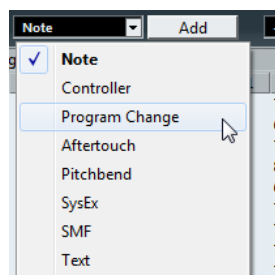 Note Add
Note
Controller
Program Change
Aftertouch
Pitchbend
SysEx
SMF
Text